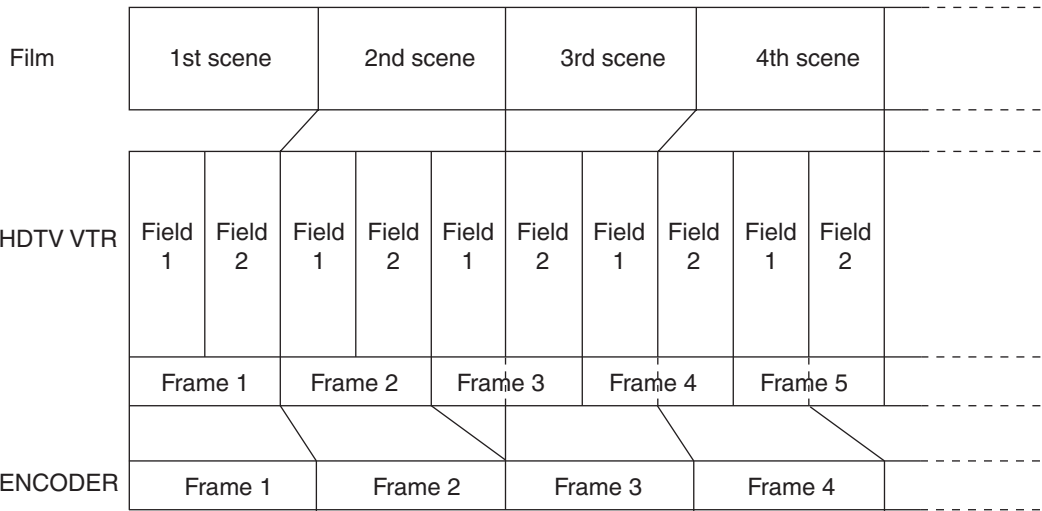 Film
1st scene
2nd scene
3rd scene
4th scene
HDTV VTR
Field 1
Field 2
Field 1
Field 2
Field 1
Field 2
Field 1
Field 2
Field 1
Field 2
Frame 1
Frame 2
Frame 3
Frame 4
Frame 5
ENCODER
Frame 1
Frame 2
Frame 3
Frame 4